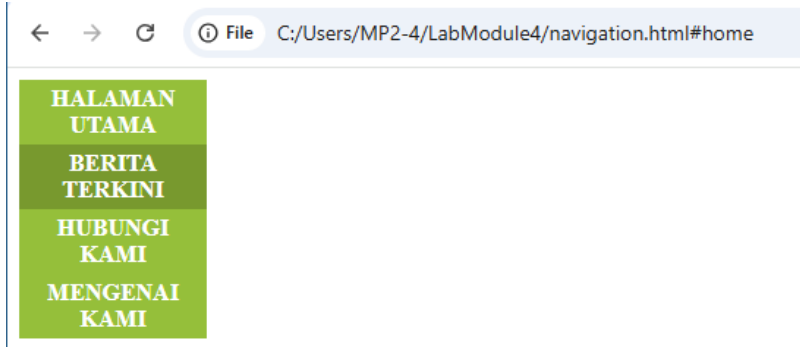 File C:/Users/MP2-4/LabModule4/navigation.html#home
HALAMAN
UTAMA
BERITA
TERKINI
HUBUNGI
KAMI
MENGENAI
KAMI